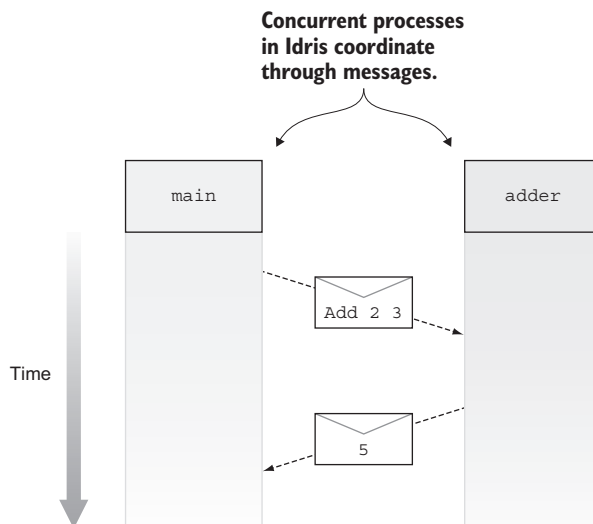 Concurrent processes
in Idris coordinate
through messages.
main
adder
Add 2 3
Time
5